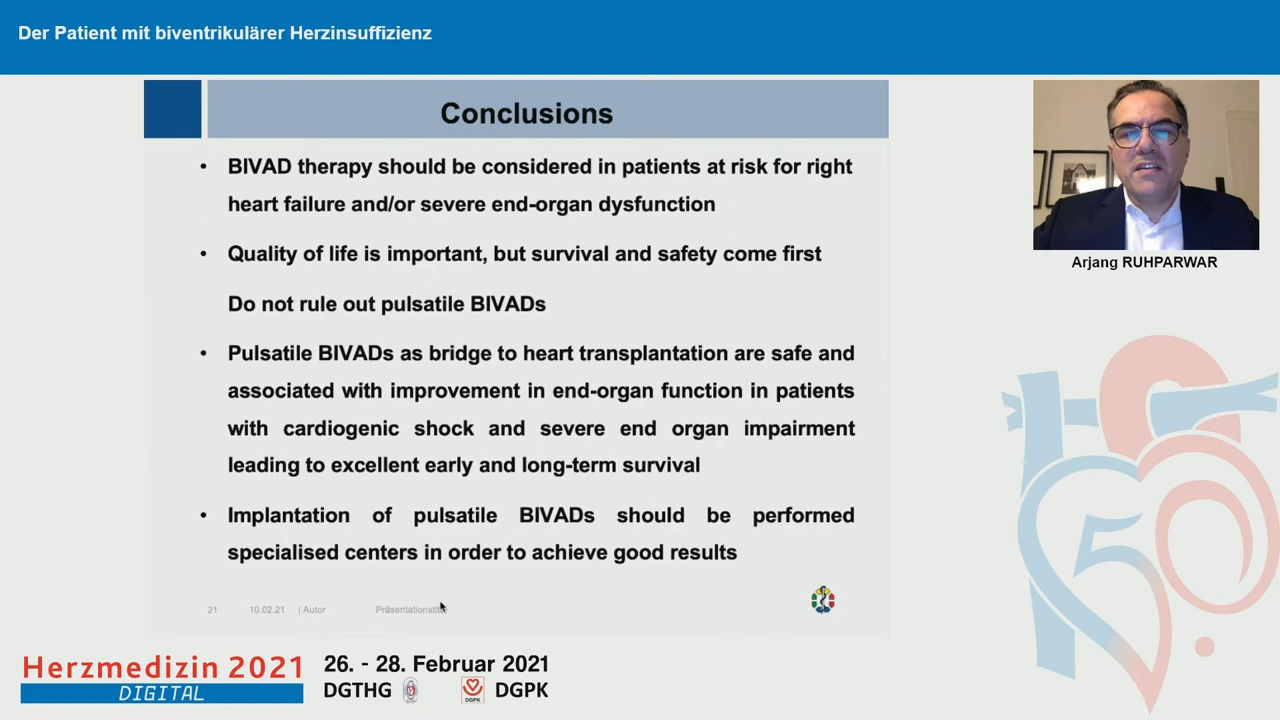 Der Patient mit biventrikulärer Herzinsuffizienz
Conclusions
• BIVAD therapy should be considered in patients at risk for right
heart failure and/or severe end-organ dysfunction
• Quality of life is important, but survival and safety come first
Do not rule out pulsatile BIVADs
• Pulsatile BIVADs as bridge to heart transplantation are safe and
associated with improvement in end-organ function in patients
with cardiogenic shock and severe end organ impairment
leading to excellent early and long-term survival
• Implantation of pulsatile BIVADs should be performed
specialised centers in order to achieve good results
21 10.02.21 | Autor Präsentationstitel
Arjang RUHPARWAR
50.
Herzmedizin 2021
DIGITAL
26. - 28. Februar 2021
DGTHG DGPK DGPK